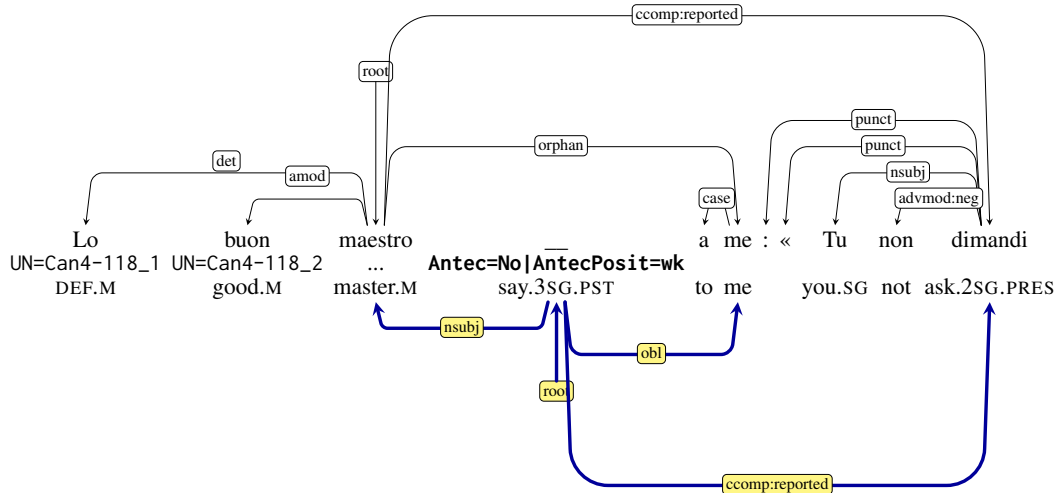 ccomp:reported
root
punct
orphan
punct
det
nsubj
amod
case
advmod:neg
Lo buon maestro __ a me : « Tu non dimandi
UN=Can4-118_1 UN=Can4-118_2 ... Antec=No|AntecPosit=wk
DEF.M good.M master.M say.3SG.PST to me you.SG not ask.2SG.PRES
nsubj
obl
root
ccomp:reported